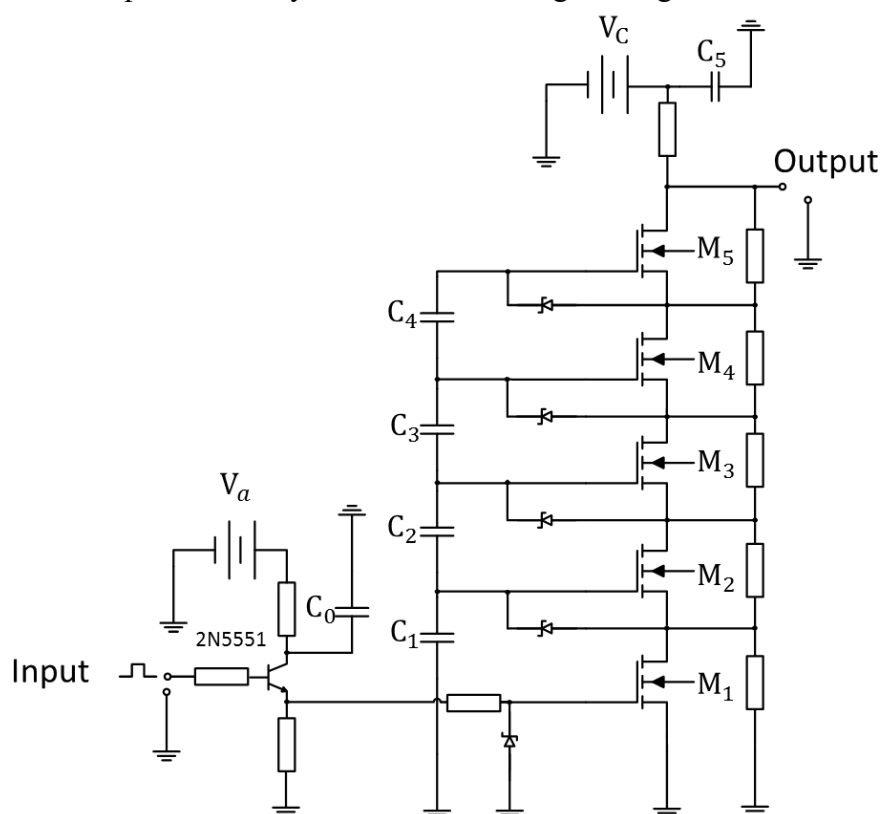 V_C
C_5
Output
M_5
C_4
M_4
C_3
M_3
V_a
C_2
M_2
C_0
2N5551
C_1
Input
M_1